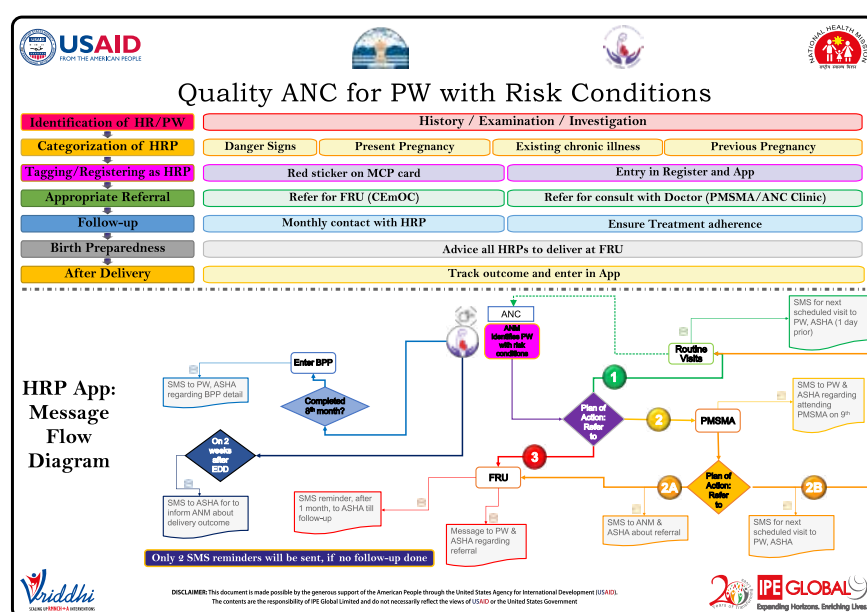 USAID
FROM THE AMERICAN PEOPLE
NATIONAL HEALTH MISSION
Quality ANC for PW with Risk Conditions
Identification of HR/PW
History / Examination / Investigation
Categorization of HRP
Danger Signs
Present Pregnancy
Existing chronic illness
Previous Pregnancy
Tagging/Registering as HRP
Red sticker on MCP card
Entry in Register and App
Appropriate Referral
Refer for FRU (CEmOC)
Refer for consult with Doctor (PMSMA/ANC Clinic)
Follow-up
Monthly contact with HRP
Ensure Treatment adherence
Birth Preparedness
Advice all HRPs to deliver at FRU
After Delivery
Track outcome and enter in App
HRP App:
Message
Flow
Diagram
ANC
ANM
identifies PW
with risk
conditions
SMS for next
scheduled visit to
PW, ASHA (1 day
prior)
Routine
Visits
Enter BPP
SMS to PW, ASHA
regarding BPP detail
Completed
8th month?
1
Plan of
Action:
Refer
to
2
PMSMA
SMS to PW &
ASHA regarding
attending
PMSMA on 9th
On 2
weeks
after
EDD
3
FRU
2A
Plan of
Action:
Refer
to
2B
SMS to ASHA for to
inform ANM about
delivery outcome
SMS reminder, after
1 month, to ASHA till
follow-up
Message to PW &
ASHA regarding
referral
SMS to ANM &
ASHA about referral
SMS for next
scheduled visit to
PW, ASHA
Only 2 SMS reminders will be sent, if no follow-up done
Vriddhi
SCALING UP RMNCH+A INTERVENTIONS
DISCLAIMER: This document is made possible by the generous support of the American People through the United States Agency for International Development (USAID).
The contents are the responsibility of IPE Global Limited and do not necessarily reflect the views of USAID or the United States Government
20
IPE GLOBAL
Expanding Horizons. Enriching Lives